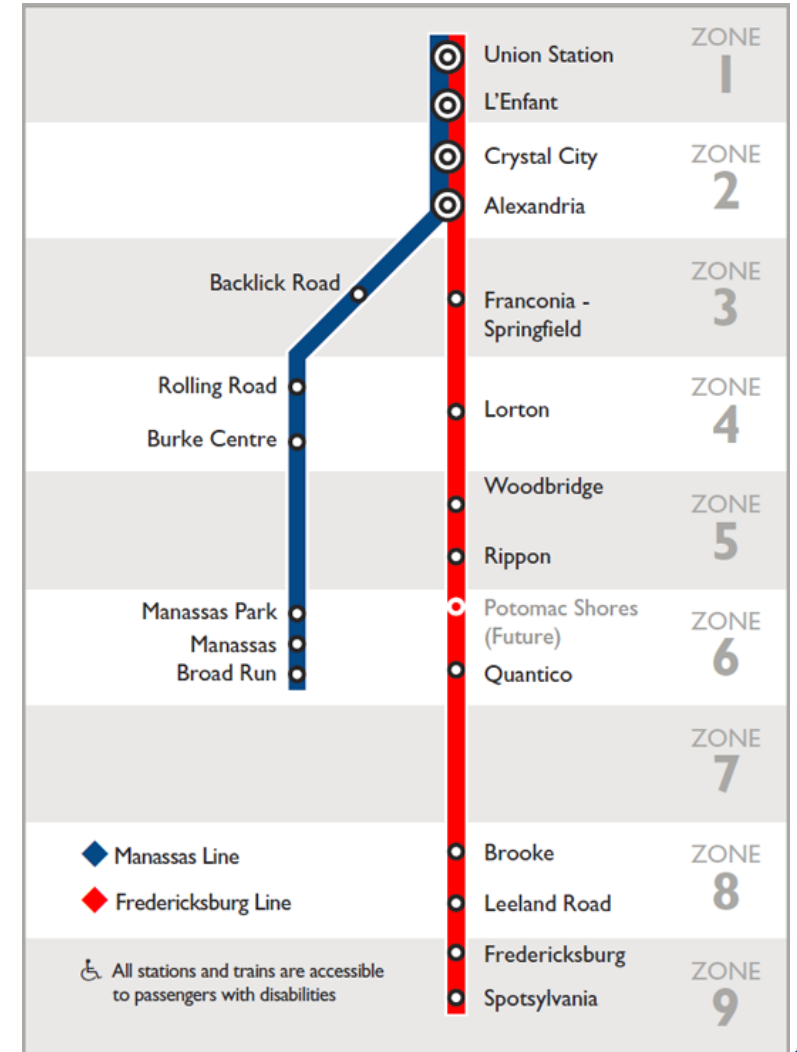 Union Station
ZONE
1
L'Enfant
Crystal City
ZONE
2
Alexandria
Backlick Road
ZONE
3
Franconia -
Springfield
Rolling Road
ZONE
4
Lorton
Burke Centre
Woodbridge
ZONE
5
Rippon
Manassas Park
Potomac Shores
(Future)
ZONE
6
Manassas
Broad Run
Quantico
ZONE
7
Manassas Line
Brooke
ZONE
8
Fredericksburg Line
Leeland Road
Fredericksburg
ZONE
9
All stations and trains are accessible
to passengers with disabilities
Spotsylvania